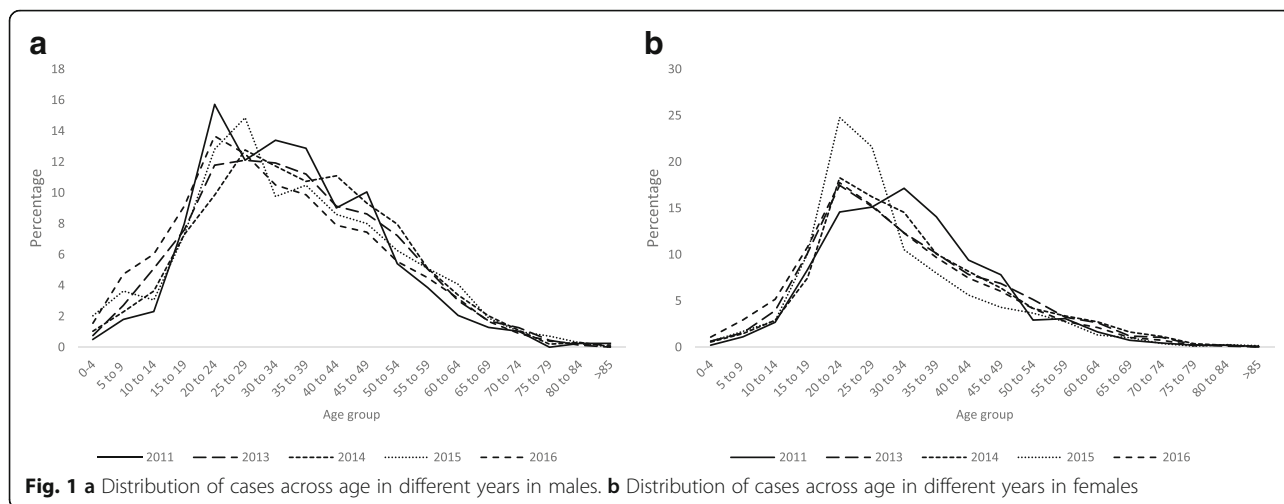 a
18
16
14
12
10
8
6
4
2
0
Percentage
0-4
5 to 9
10 to 14
15 to 19
20 to 24
25 to 29
30 to 34
35 to 39
40 to 44
45 to 49
50 to 54
55 to 59
60 to 64
65 to 69
70 to 74
75 to 79
80 to 84
>85
Age group
2011 2013 2014 2015 2016
b
30
25
20
15
10
5
0
Percentage
0-4
5 to 9
10 to 14
15 to 19
20 to 24
25 to 29
30 to 34
35 to 39
40 to 44
45 to 49
50 to 54
55 to 59
60 to 64
65 to 69
70 to 74
75 to 79
80 to 84
>85
Age group
2011 2013 2014 2015 2016
Fig. 1 a Distribution of cases across age in different years in males. b Distribution of cases across age in different years in females